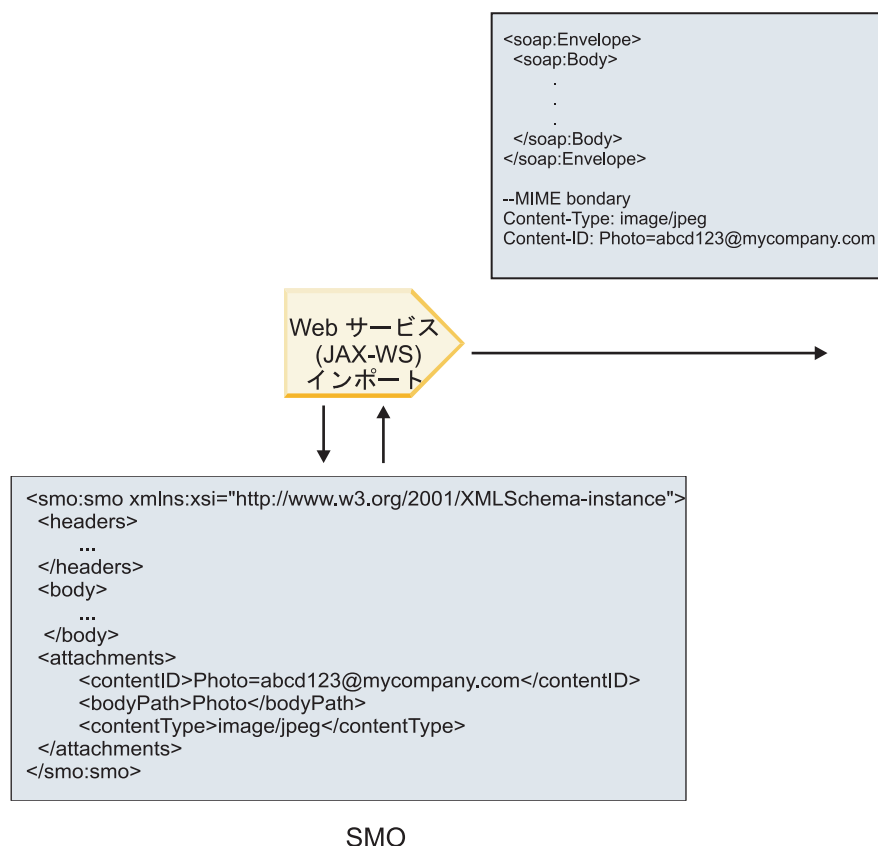 <soap:Envelope>
<soap:Body>
.
.
.
</soap:Body>
</soap:Envelope>
--MIME bondary
Content-Type: image/jpeg
Content-ID: Photo=abcd123@mycompany.com
Web サービス
(JAX-WS)
インポート
<smo:smo xmlns:xsi="http://www.w3.org/2001/XMLSchema-instance">
<headers>
...
</headers>
<body>
...
</body>
<attachments>
<contentID>Photo=abcd123@mycompany.com</contentID>
<bodyPath>Photo</bodyPath>
<contentType>image/jpeg</contentType>
</attachments>
</smo:smo>
SMO